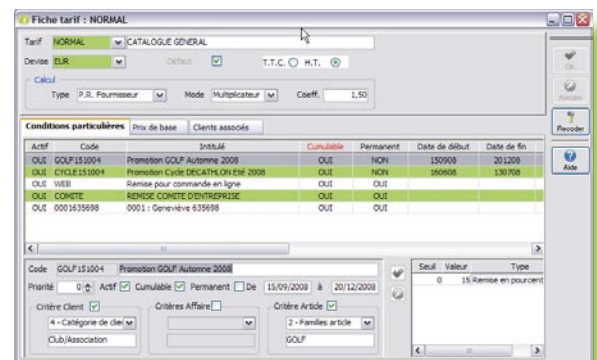 Fiche tarif : NORMAL
Tarif NORMAL CATALOGUE GENERAL
Devise EUR Défaut T.T.C. H.T.
Calcul
Type P.R. Fournisseur Mode Multiplicateur Coeff. 1,50
OK
Annuler
Recoder
Aide
Conditions particulières Prix de base Clients associés
Actif Code Intitulé Cumulable Permanent Date de début Date de fin
OUI GOLF151004 Promotion GOLF Automne 2008 OUI NON 150908 201208
OUI CYCLE151004 Promotion Cycle DECATHLON Eté 2008 OUI NON 160608 130708
OUI WEB Remise pour commande en ligne OUI OUI
OUI COMITE REMISE COMITE D'ENTREPRISE OUI OUI
OUI 0001635698 0001 : Geneviève 635698 OUI OUI
Code GOLF151004 Promotion GOLF Automne 2008
Priorité 0 Actif Cumulable Permanent De 15/09/2008 à 20/12/2008
Critère Client Critères Affaire Critère Article
4 - Catégorie de clier 2 - Familles article
Club/Association GOLF
Seuil Valeur Type
0 15 Remise en pourcent